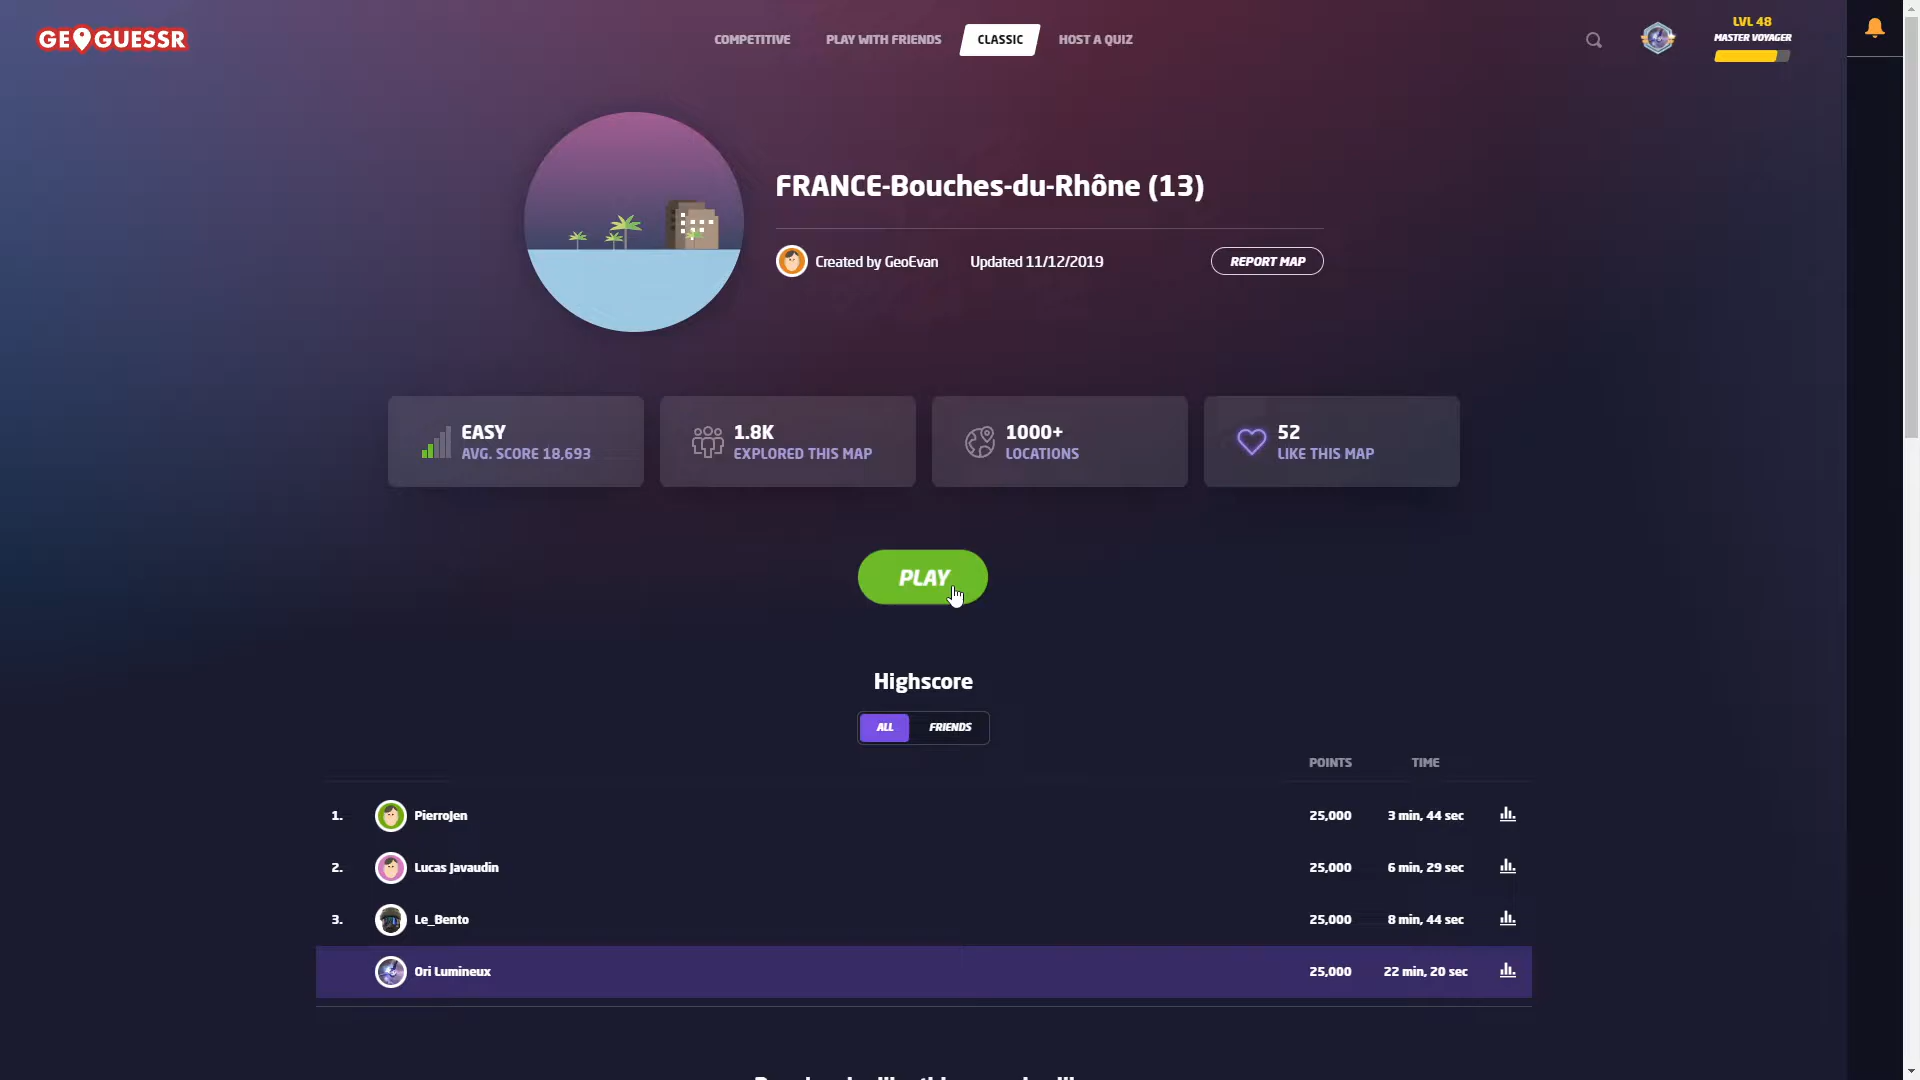 GEOGUESSR
COMPETITIVE
PLAY WITH FRIENDS
CLASSIC
HOST A QUIZ
LVL 48
MASTER VOYAGER
FRANCE-Bouches-du-Rhône (13)
Created by GeoEvan
Updated 11/12/2019
REPORT MAP
EASY
AVG. SCORE 18,693
1.8K
EXPLORED THIS MAP
1000+
LOCATIONS
52
LIKE THIS MAP
PLAY
Highscore
ALL
FRIENDS
POINTS TIME
1. PierroJen 25,000 3 min, 44 sec
2. Lucas Javaudin 25,000 6 min, 29 sec
3. Le_Bento 25,000 8 min, 44 sec
Ori Lumineux 25,000 22 min, 20 sec